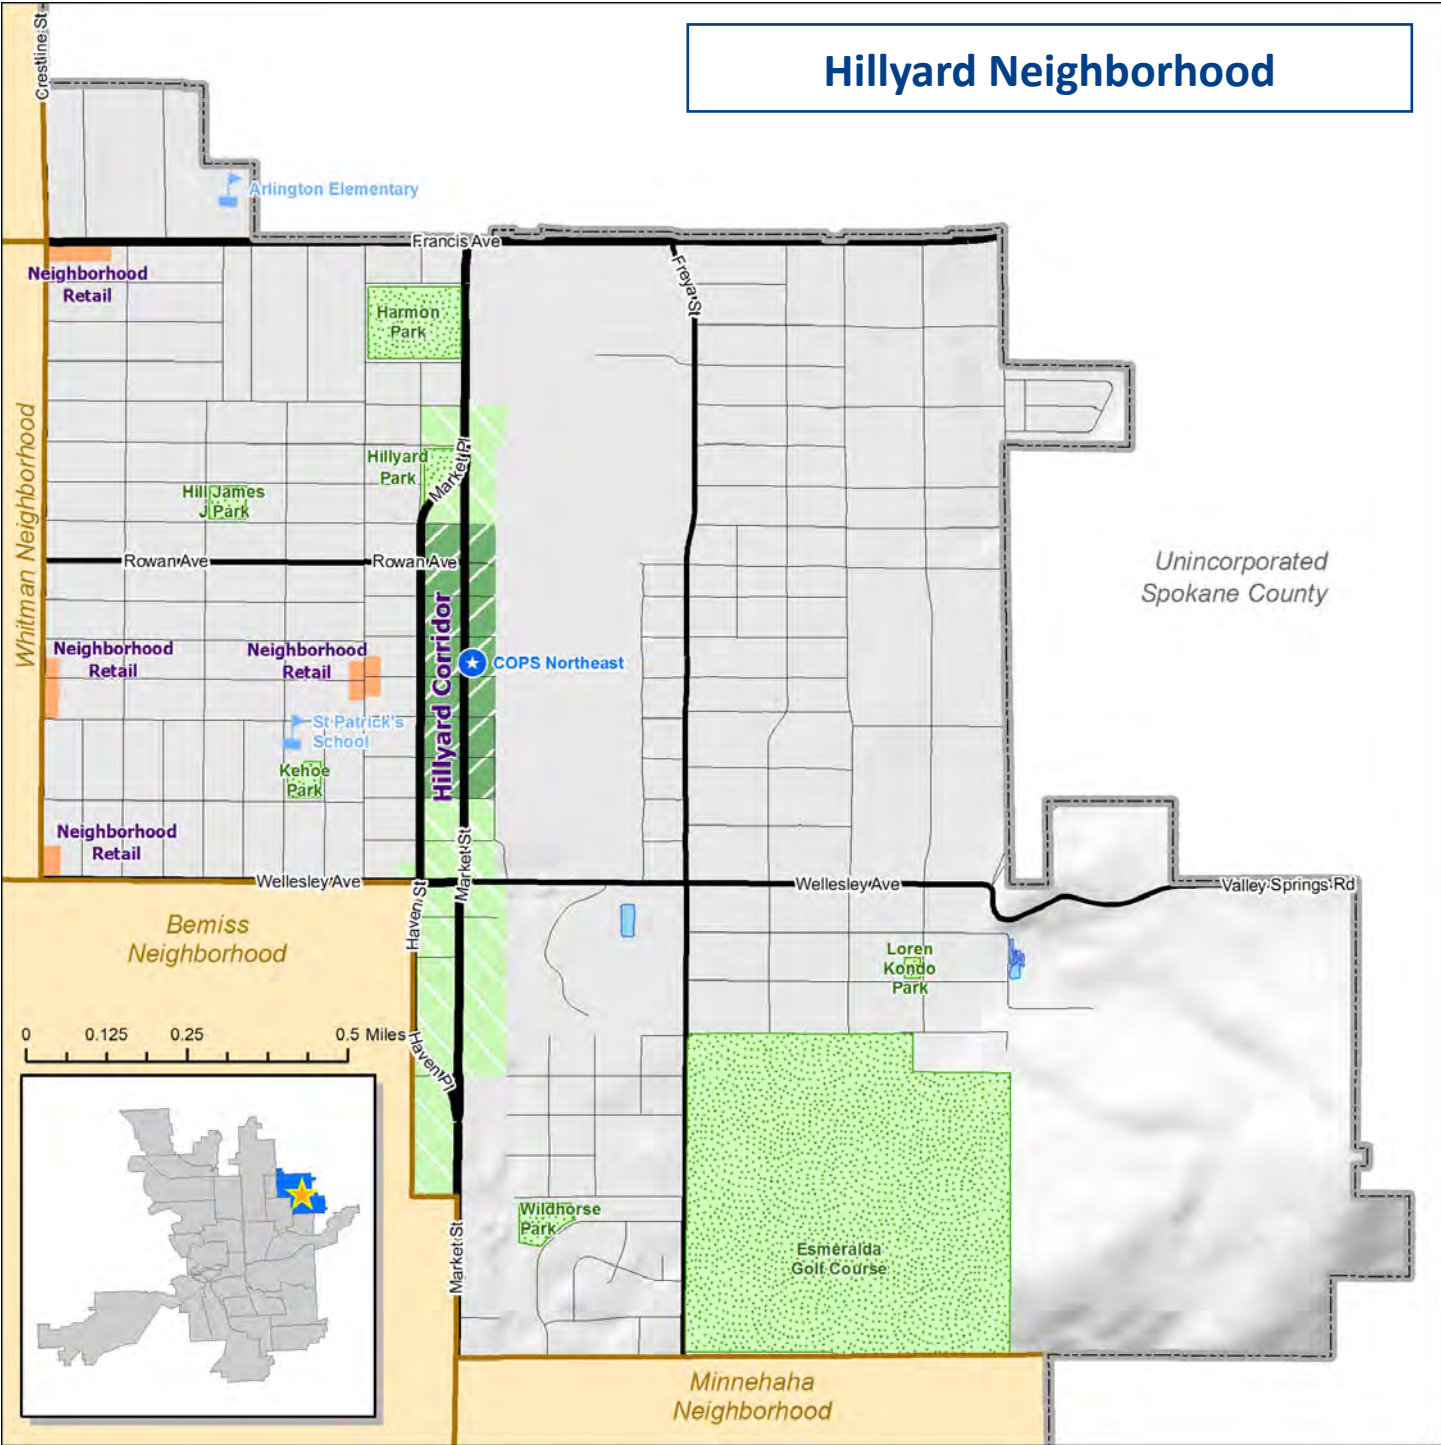 Hillyard Neighborhood
Crestline St
Arlington Elementary
Francis Ave
Neighborhood
Retail
Freya St
Harmon
Park
Whitman Neighborhood
Market Pl
Hillyard
Park
Hill James
J Park
Rowan Ave
Rowan Ave
Unincorporated
Spokane County
Hillyard Corridor
Neighborhood
Retail
Neighborhood
Retail
COPS Northeast
St Patrick's
School
Kehoe
Park
Neighborhood
Retail
Market St
Wellesley Ave
Wellesley Ave
Valley Springs Rd
Haven St
Bemiss
Neighborhood
Loren
Kondo
Park
0 0.125 0.25 0.5 Miles
Haven Pl
Wildhorse
Park
Market St
Esmeralda
Golf Course
Minnehaha
Neighborhood